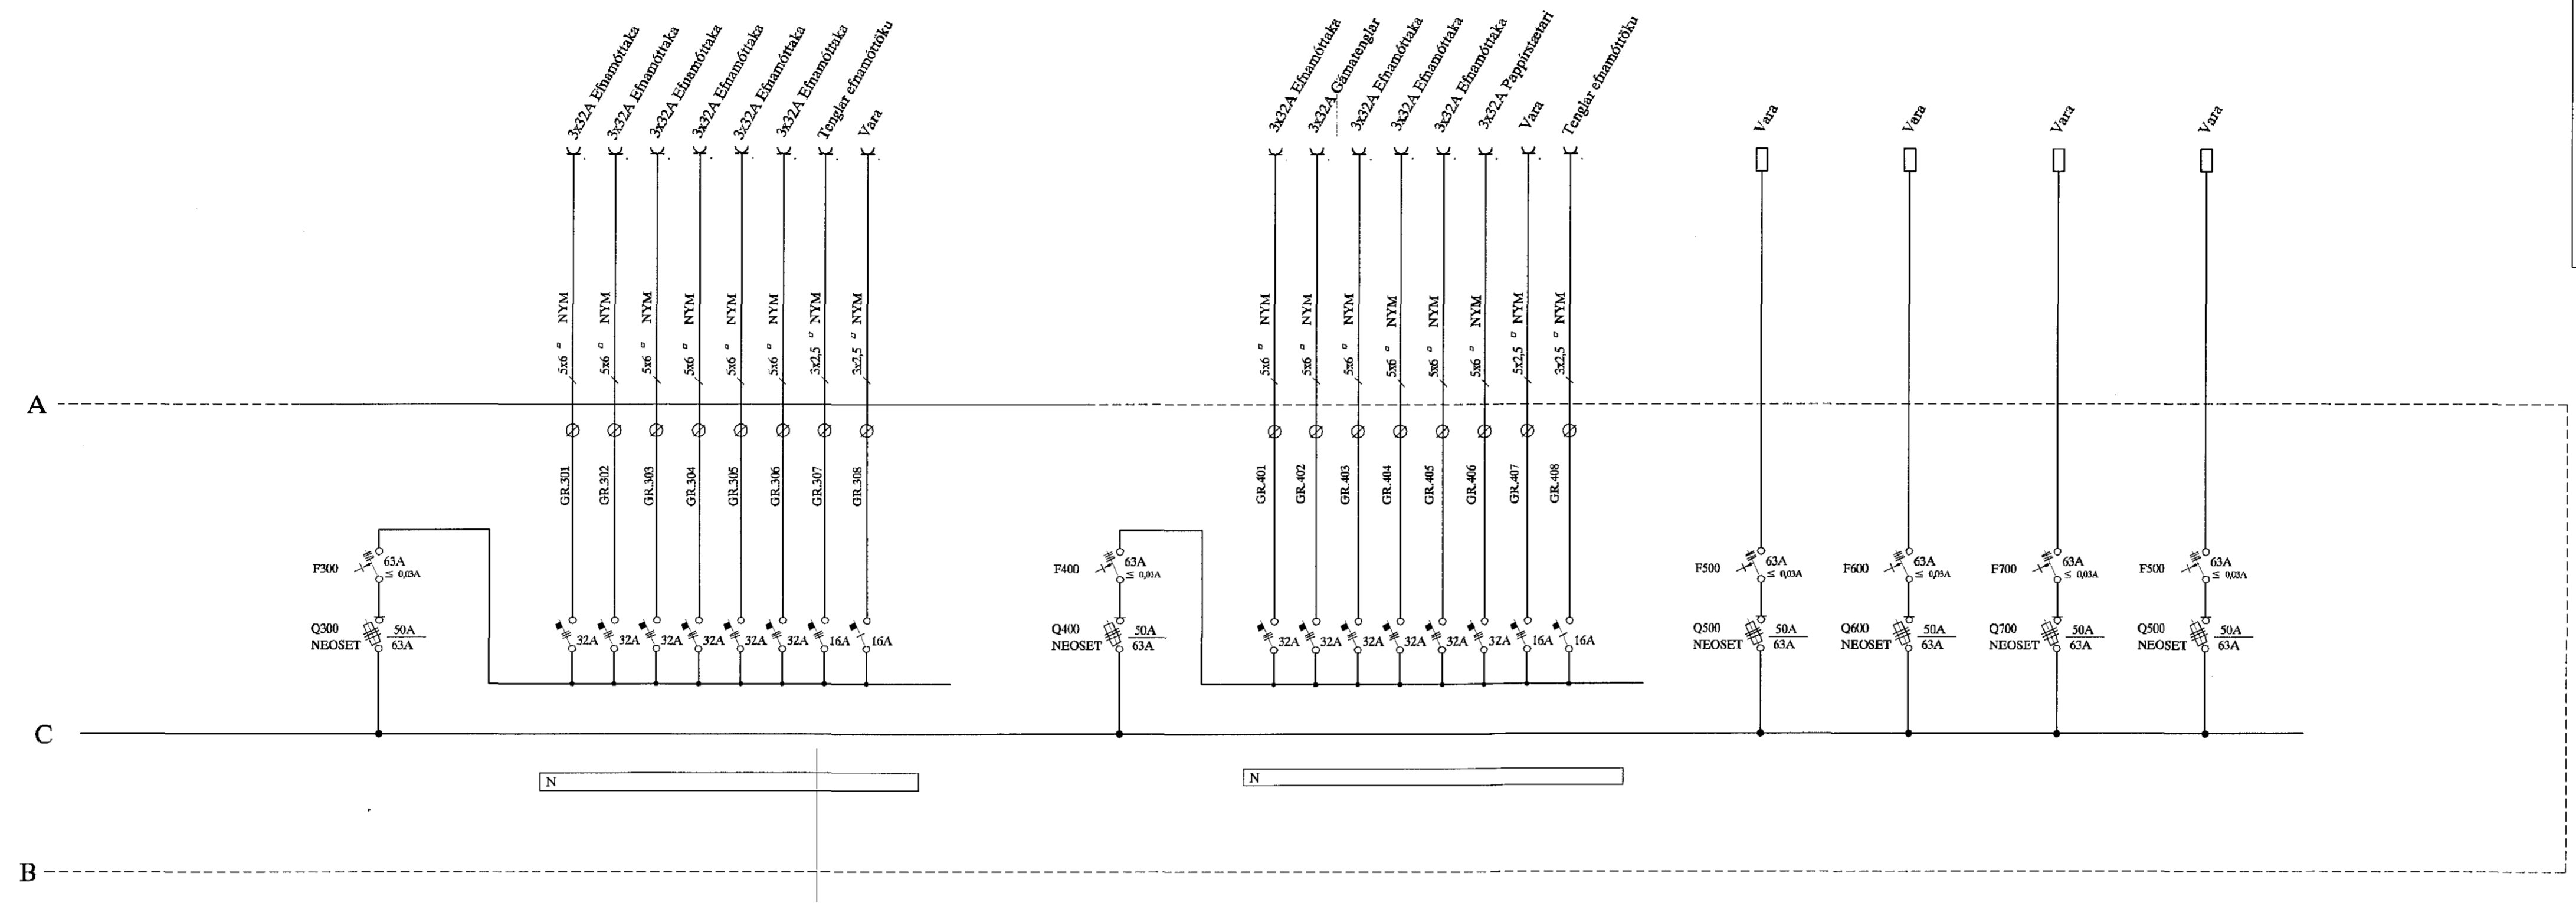 3x32A Efnamóttaka
3x32A Efnamóttaka
3x32A Efnamóttaka
3x32A Efnamóttaka
3x32A Efnamóttaka
3x32A Efnamóttaka
Tenglar efnamóttöku
Vara
3x32A Efnamóttaka
3x32A Gámatenglar
3x32A Efnamóttaka
3x32A Efnamóttaka
3x32A Efnamóttaka
3x32A Pappírstætari
Vara
Tenglar efnamóttöku
Vara
Vara
Vara
Vara
5x6 □ NYM
5x6 □ NYM
5x6 □ NYM
5x6 □ NYM
5x6 □ NYM
5x6 □ NYM
3x2,5 □ NYM
3x2,5 □ NYM
5x6 □ NYM
5x6 □ NYM
5x6 □ NYM
5x6 □ NYM
5x6 □ NYM
5x6 □ NYM
5x2,5 □ NYM
3x2,5 □ NYM
A
GR.301
GR.302
GR.303
GR.304
GR.305
GR.306
GR.307
GR.308
GR.401
GR.402
GR.403
GR.404
GR.405
GR.406
GR.407
GR.408
F300
63A
≤ 0,03A
F400
63A
≤ 0,03A
F500
63A
≤ 0,03A
F600
63A
≤ 0,03A
F700
63A
≤ 0,03A
F500
63A
≤ 0,03A
Q300
NEOSET
50A
63A
32A
32A
32A
32A
32A
32A
16A
16A
Q400
NEOSET
50A
63A
32A
32A
32A
32A
32A
32A
16A
16A
Q500
NEOSET
50A
63A
Q600
NEOSET
50A
63A
Q700
NEOSET
50A
63A
Q500
NEOSET
50A
63A
C
N
N
B